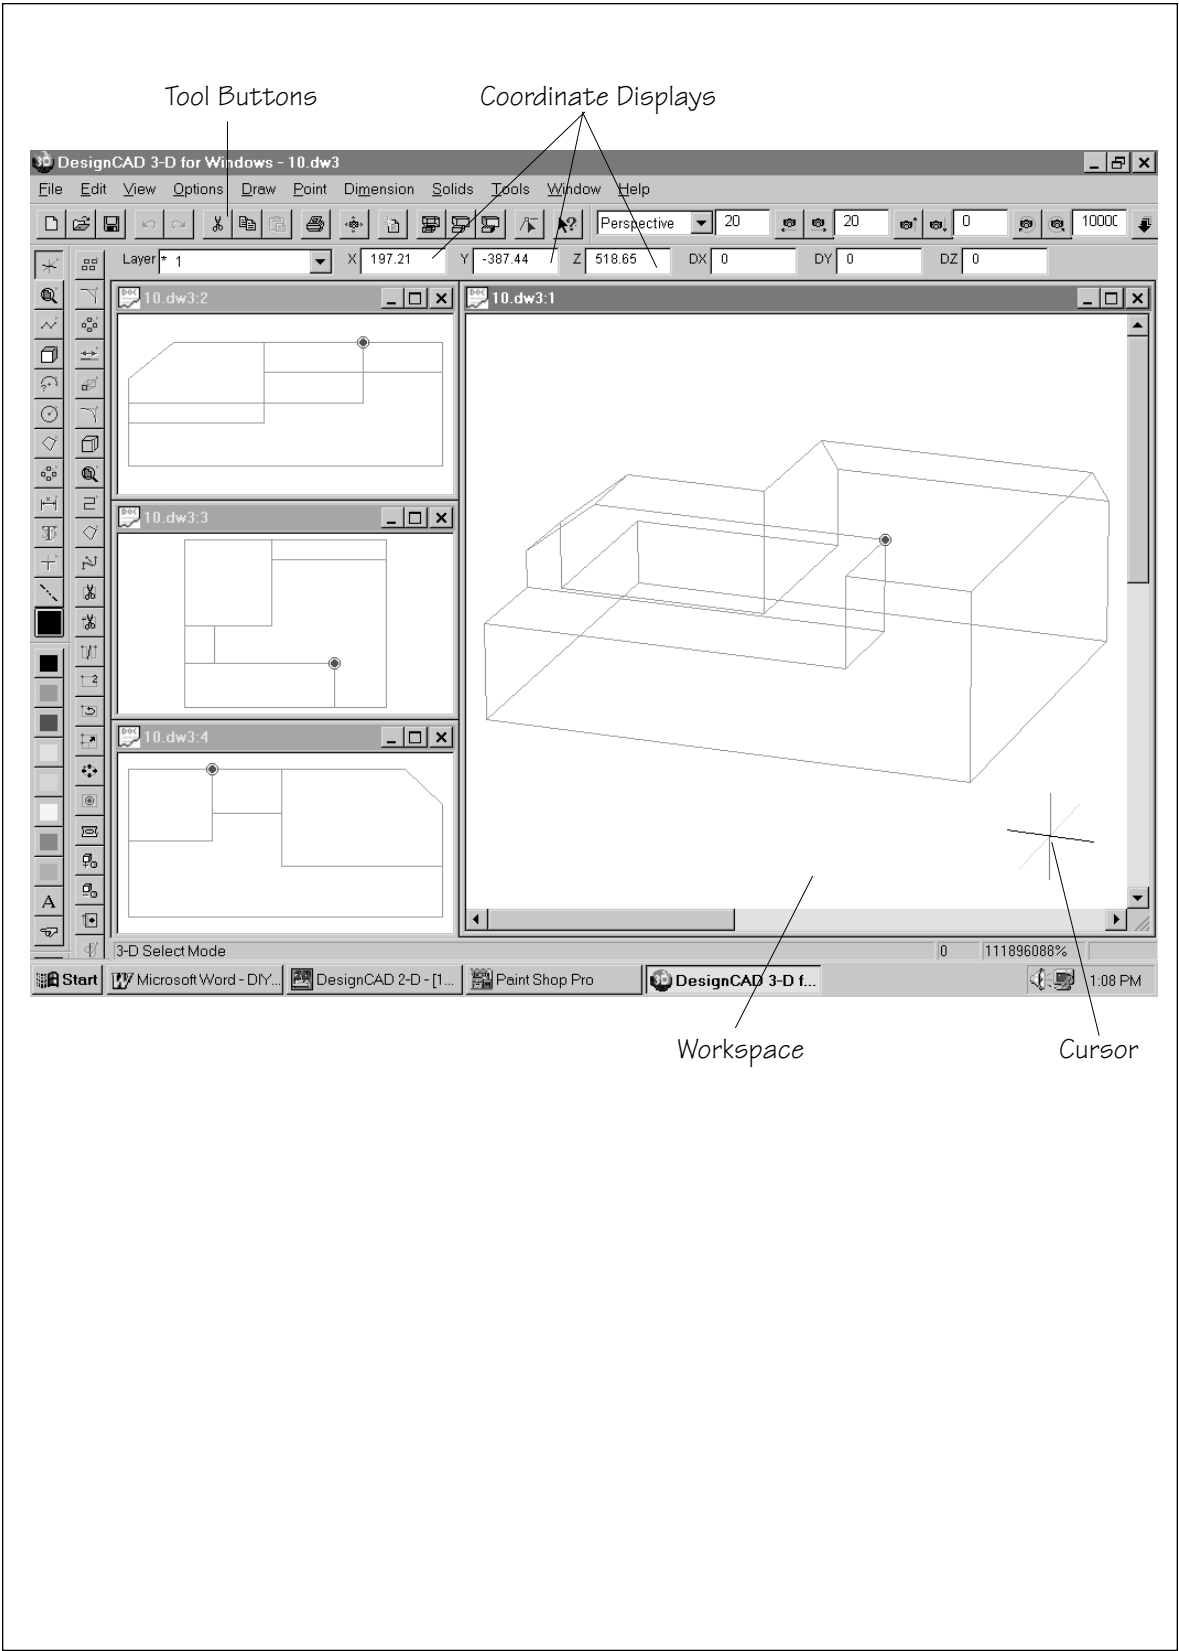 Tool Buttons
Coordinate Displays
DesignCAD 3-D for Windows - 10.dw3
File Edit View Options Draw Point Dimension Solids Tools Window Help
Perspective 20 20 0 10000
Layer * 1 X 197.21 Y -387.44 Z 518.65 DX 0 DY 0 DZ 0
10.dw3:2
10.dw3:1
10.dw3:3
10.dw3:4
A
2
3-D Select Mode 0 111896088%
Start Microsoft Word - DIY... DesignCAD 2-D - [1... Paint Shop Pro DesignCAD 3-D f... 1:08 PM
Workspace
Cursor